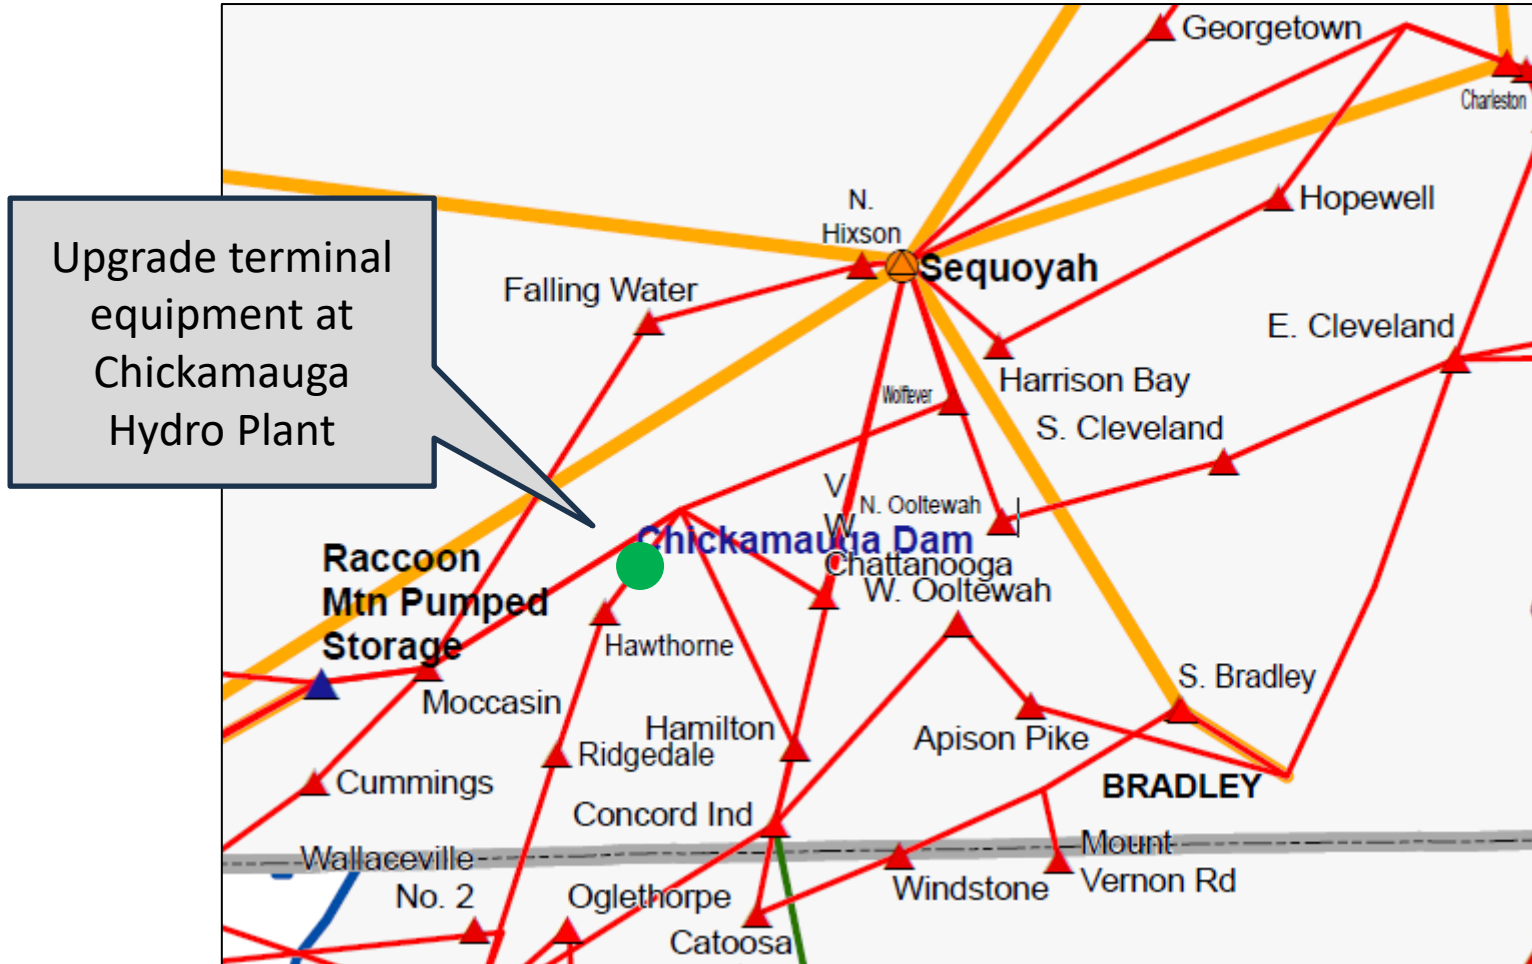 Georgetown
Charleston
N.
Hixson
Hopewell
Upgrade terminal
equipment at
Chickamauga
Hydro Plant
Sequoyah
Falling Water
E. Cleveland
Harrison Bay
Wolftever
S. Cleveland
V
W
N. Ooltewah
Chickamauga Dam
Chattanooga
W. Ooltewah
Raccoon
Mtn Pumped
Storage
Hawthorne
S. Bradley
Moccasin
Hamilton
Apison Pike
Ridgedale
Cummings
BRADLEY
Concord Ind
Mount
Vernon Rd
Wallaceville
No. 2
Oglethorpe
Windstone
Catoosa